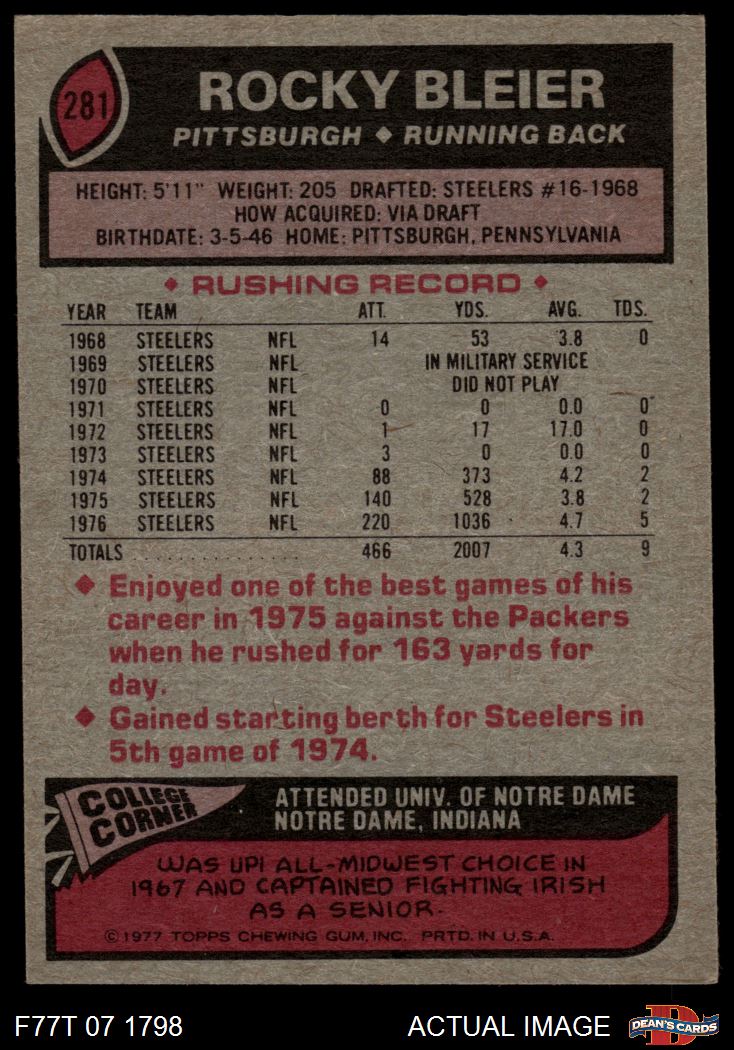 281
ROCKY BLEIER
PITTSBURGH ◆ RUNNING BACK
HEIGHT: 5'11" WEIGHT: 205 DRAFTED: STEELERS #16-1968
HOW ACQUIRED: VIA DRAFT
BIRTHDATE: 3-5-46 HOME: PITTSBURGH, PENNSYLVANIA
◆ RUSHING RECORD ◆
YEAR TEAM ATT. YDS. AVG. TDS.
1968 STEELERS NFL 14 53 3.8 0
1969 STEELERS NFL IN MILITARY SERVICE
1970 STEELERS NFL DID NOT PLAY
1971 STEELERS NFL 0 0 0.0 0
1972 STEELERS NFL 1 17 17.0 0
1973 STEELERS NFL 3 0 0.0 0
1974 STEELERS NFL 88 373 4.2 2
1975 STEELERS NFL 140 528 3.8 2
1976 STEELERS NFL 220 1036 4.7 5
TOTALS . . . . . . . . . . . . . . . . . . 466 2007 4.3 9
◆ Enjoyed one of the best games of his
career in 1975 against the Packers
when he rushed for 163 yards for
day.
◆ Gained starting berth for Steelers in
5th game of 1974.
COLLEGE
CORNER
ATTENDED UNIV. OF NOTRE DAME
NOTRE DAME, INDIANA
WAS UPI ALL-MIDWEST CHOICE IN
1967 AND CAPTAINED FIGHTING IRISH
AS A SENIOR.
© 1977 TOPPS CHEWING GUM, INC. PRTD. IN U.S.A.
F77T 07 1798 ACTUAL IMAGE
D
DEAN'S CARDS